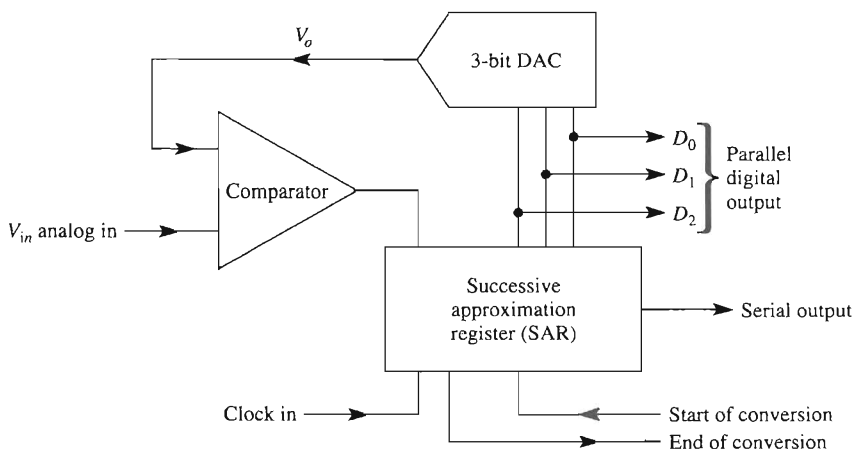 V_o
3-bit DAC
D_0
D_1
D_2
Parallel
digital
output
Comparator
V_in analog in
Successive
approximation
register (SAR)
Serial output
Clock in
Start of conversion
End of conversion